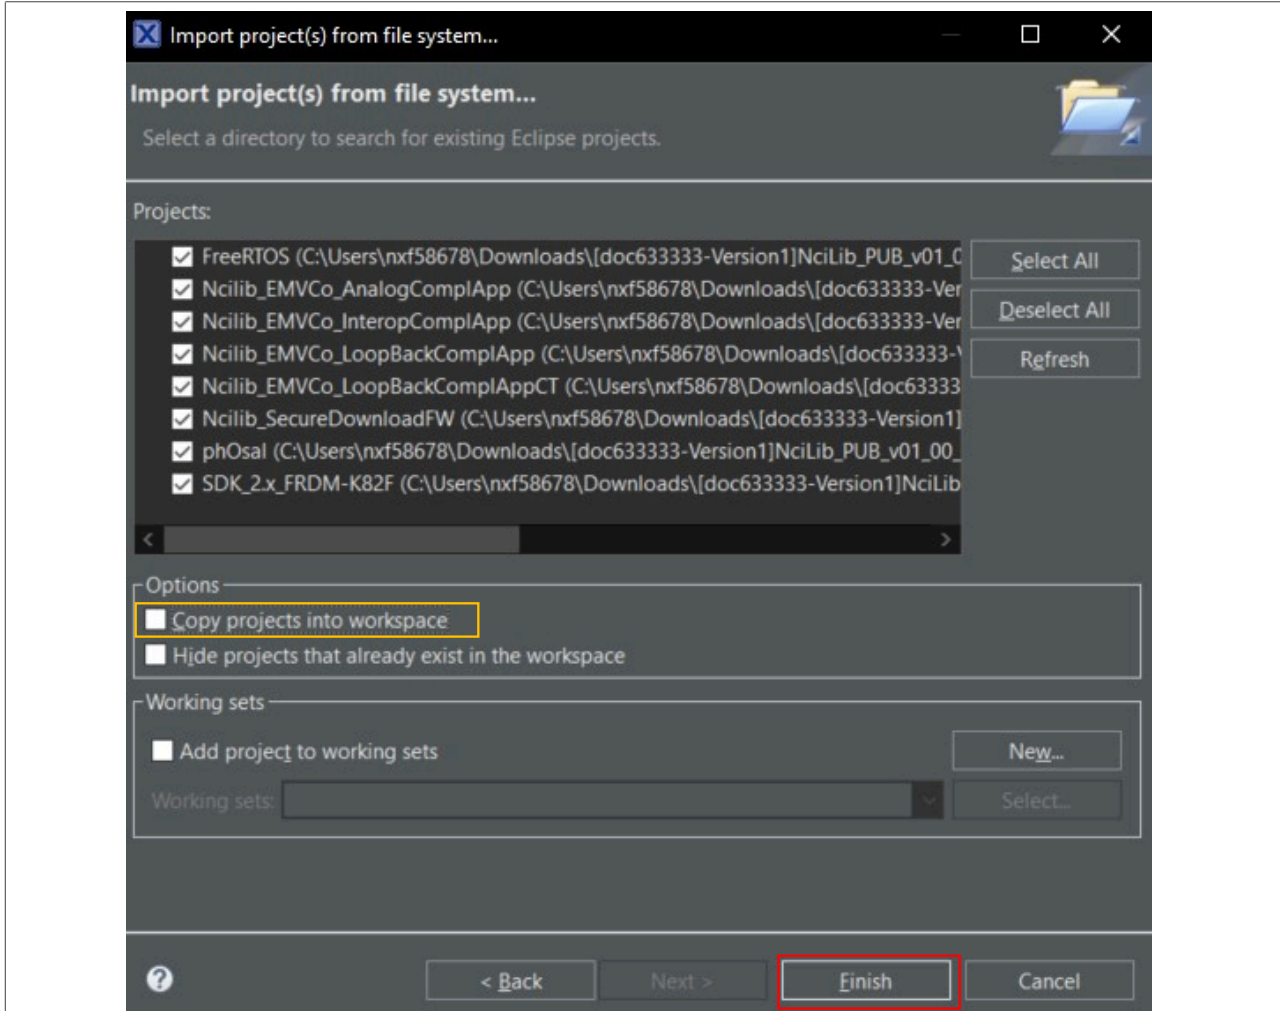 Import project(s) from file system...
Import project(s) from file system...
Select a directory to search for existing Eclipse projects.
Projects:
FreeRTOS (C:\Users\nxf58678\Downloads\[doc633333-Version1]NciLib_PUB_v01_0
Ncilib_EMVCo_AnalogComplApp (C:\Users\nxf58678\Downloads\[doc633333-Ver
Ncilib_EMVCo_InteropComplApp (C:\Users\nxf58678\Downloads\[doc633333-Ver
Ncilib_EMVCo_LoopBackComplApp (C:\Users\nxf58678\Downloads\[doc633333-V
Ncilib_EMVCo_LoopBackComplAppCT (C:\Users\nxf58678\Downloads\[doc63333
Ncilib_SecureDownloadFW (C:\Users\nxf58678\Downloads\[doc633333-Version1]
phOsal (C:\Users\nxf58678\Downloads\[doc633333-Version1]NciLib_PUB_v01_00_
SDK_2.x_FRDM-K82F (C:\Users\nxf58678\Downloads\[doc633333-Version1]NciLib
Select All
Deselect All
Refresh
Options
Copy projects into workspace
Hide projects that already exist in the workspace
Working sets
Add project to working sets
New...
Working sets:
Select...
< Back
Next >
Finish
Cancel